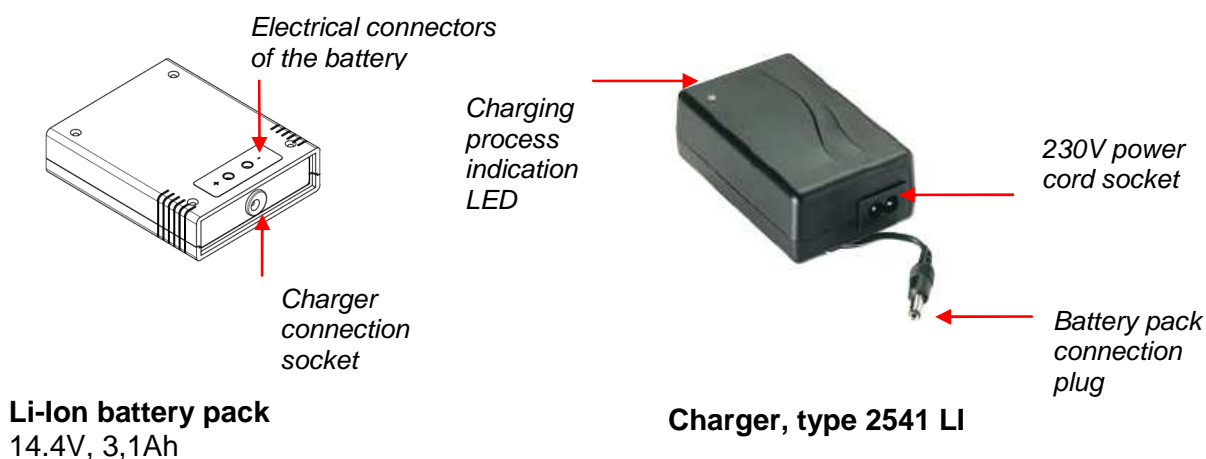 Electrical connectors
of the battery
+
-
Charger
connection
socket
Li-Ion battery pack
14.4V, 3,1Ah
Charging
process
indication
LED
230V power
cord socket
Battery pack
connection
plug
Charger, type 2541 LI